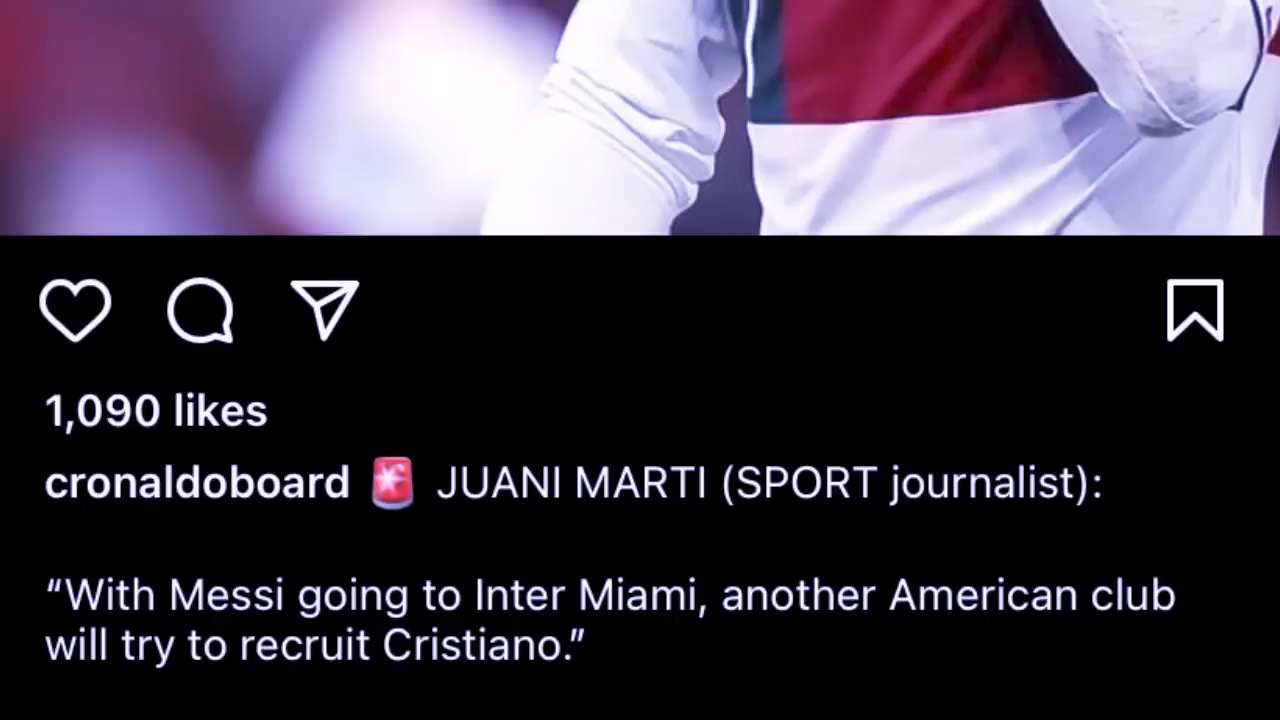 1,090 likes
cronaldoboard 🚨 JUANI MARTI (SPORT journalist):
“With Messi going to Inter Miami, another American club
will try to recruit Cristiano.”